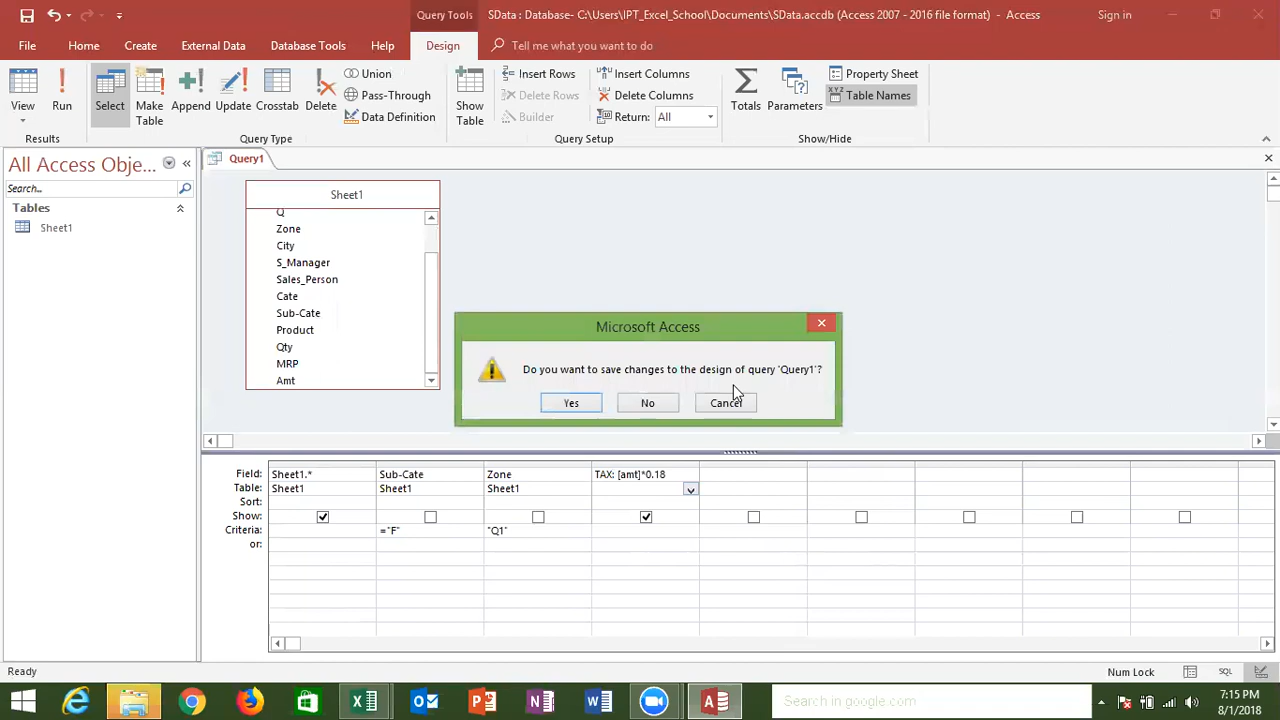 Query Tools
SData : Database- C:\Users\IPT_Excel_School\Documents\SData.accdb (Access 2007 - 2016 file format) - Access
Sign in
File Home Create External Data Database Tools Help Design Tell me what you want to do
View
Run
Select
Make Table
Append
Update
Crosstab
Delete
Union
Pass-Through
Data Definition
Show Table
Insert Rows
Delete Rows
Builder
Insert Columns
Delete Columns
Return: All
Totals
Parameters
Property Sheet
XYZ Table Names
Results
Query Type
Query Setup
Show/Hide
All Access Obje...
Search...
Tables
Sheet1
Query1
Sheet1
Q
Zone
City
S_Manager
Sales_Person
Cate
Sub-Cate
Product
Qty
MRP
Amt
Microsoft Access
Do you want to save changes to the design of query 'Query1'?
Yes No Cancel
Field: Sheet1.* Sub-Cate Zone TAX: [amt]*0.18
Table: Sheet1 Sheet1 Sheet1
Sort:
Show:
Criteria: ="F" "Q1"
or:
Ready
Num Lock
SQL
Search on google.com
7:15 PM
8/1/2018